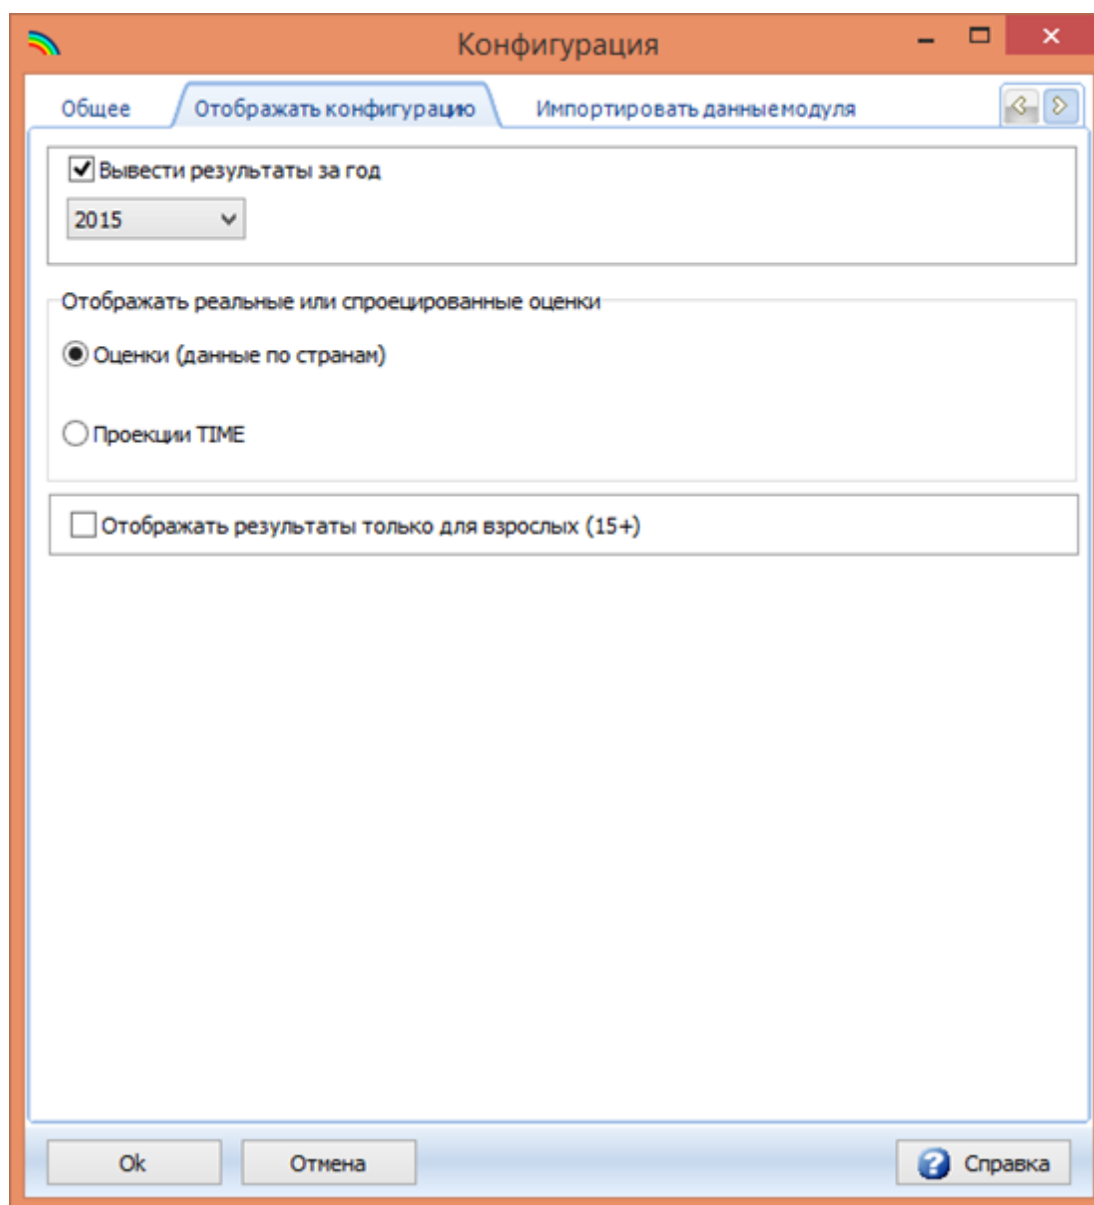 Конфигурация
Общее Отображать конфигурацию Импортировать данные модуля
Вывести результаты за год
2015
Отображать реальные или спроецированные оценки
Оценки (данные по странам)
Проекции TIME
Отображать результаты только для взрослых (15+)
Ok Отмена ? Справка